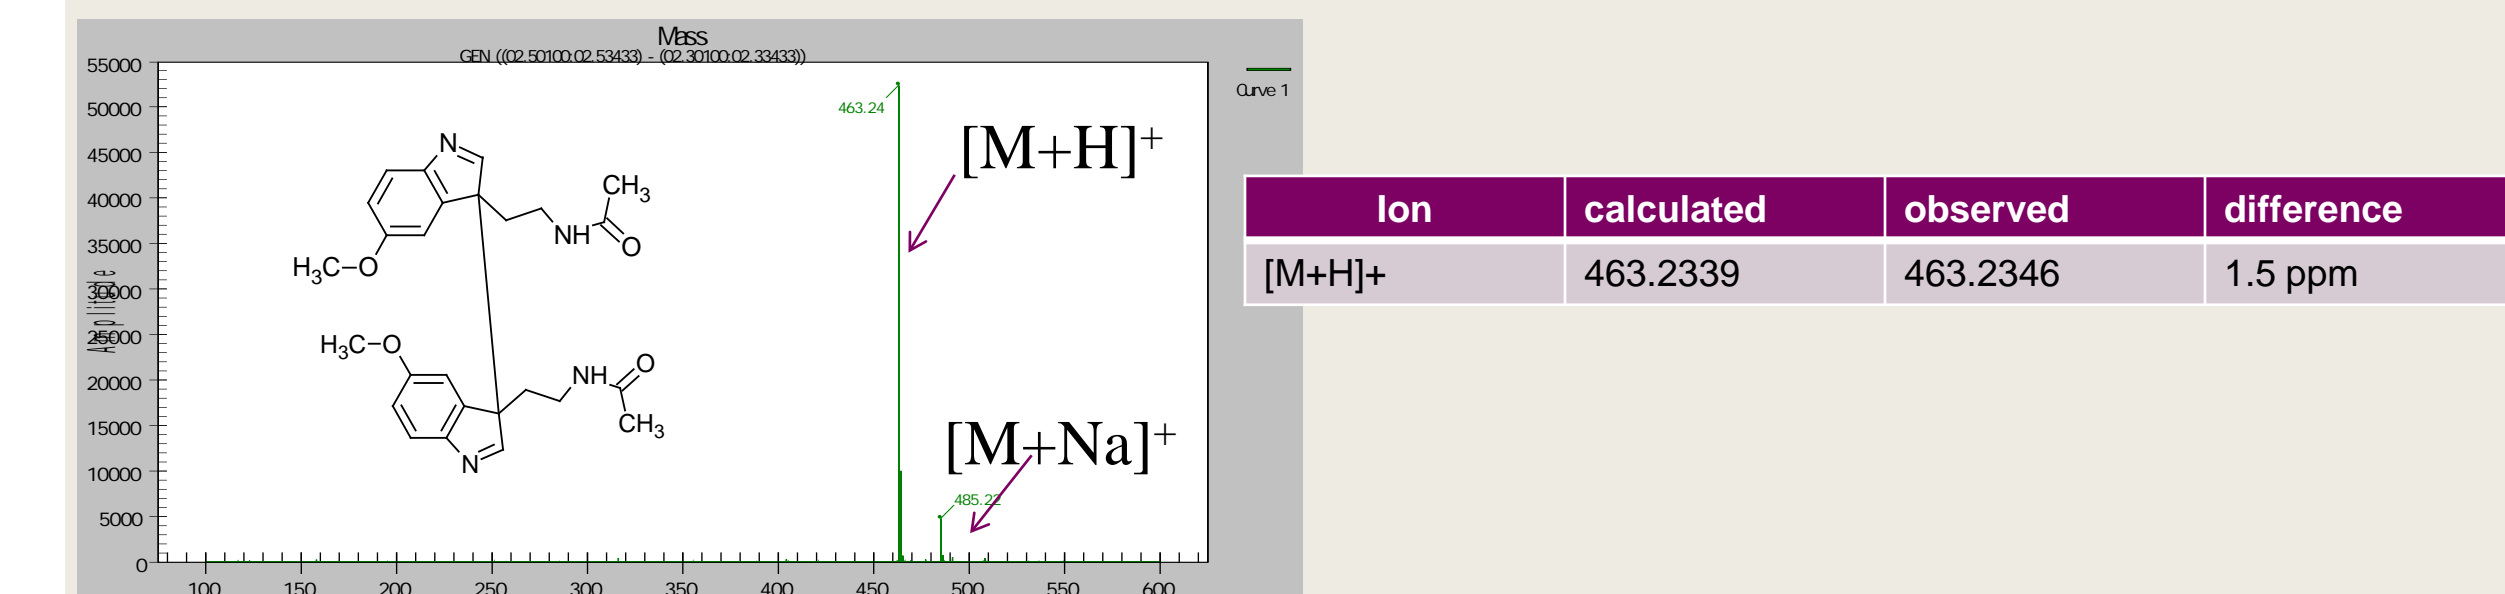 Mass
GEN ((02.50100:02.53433) - (02.30100:02.33433))
55000
50000
45000
40000
35000
30000
25000
20000
15000
10000
5000
0
Amplitude
100 150 200 250 300 350 400 450 500 550 600
Curve 1
463.24
[M+H]+
485.22
[M+Na]+
N
CH3
NH
O
H3C-O
H3C-O
O
NH
CH3
N
Ion calculated observed difference
[M+H]+ 463.2339 463.2346 1.5 ppm